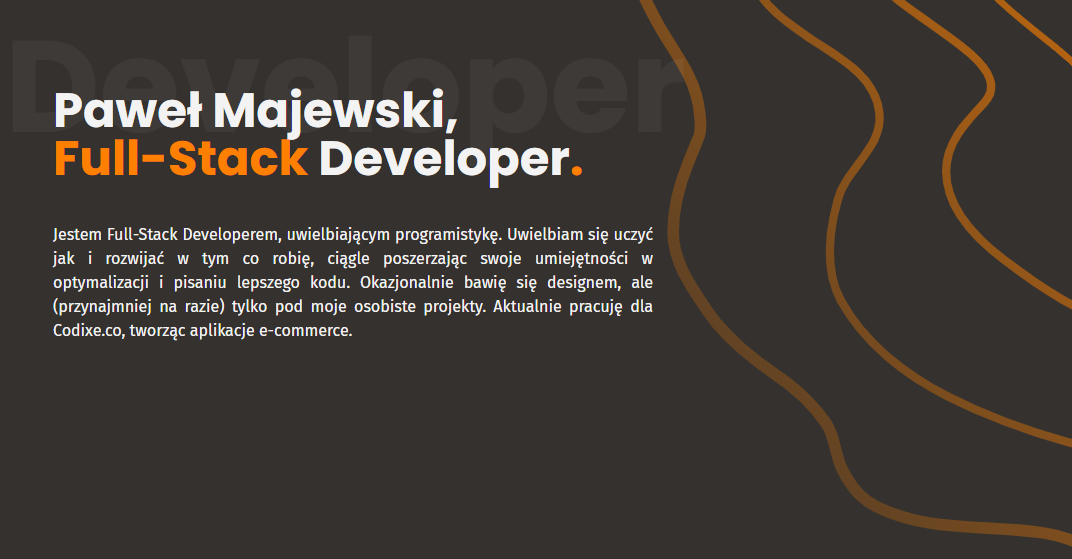 Developer
Paweł Majewski,
Full-Stack Developer.
Jestem Full-Stack Developerem, uwielbiającym programistykę. Uwielbiam się uczyć
jak i rozwijać w tym co robię, ciągle poszerzając swoje umiejętności w
optymalizacji i pisaniu lepszego kodu. Okazjonalnie bawię się designem, ale
(przynajmniej na razie) tylko pod moje osobiste projekty. Aktualnie pracuję dla
Codixe.co, tworząc aplikacje e-commerce.